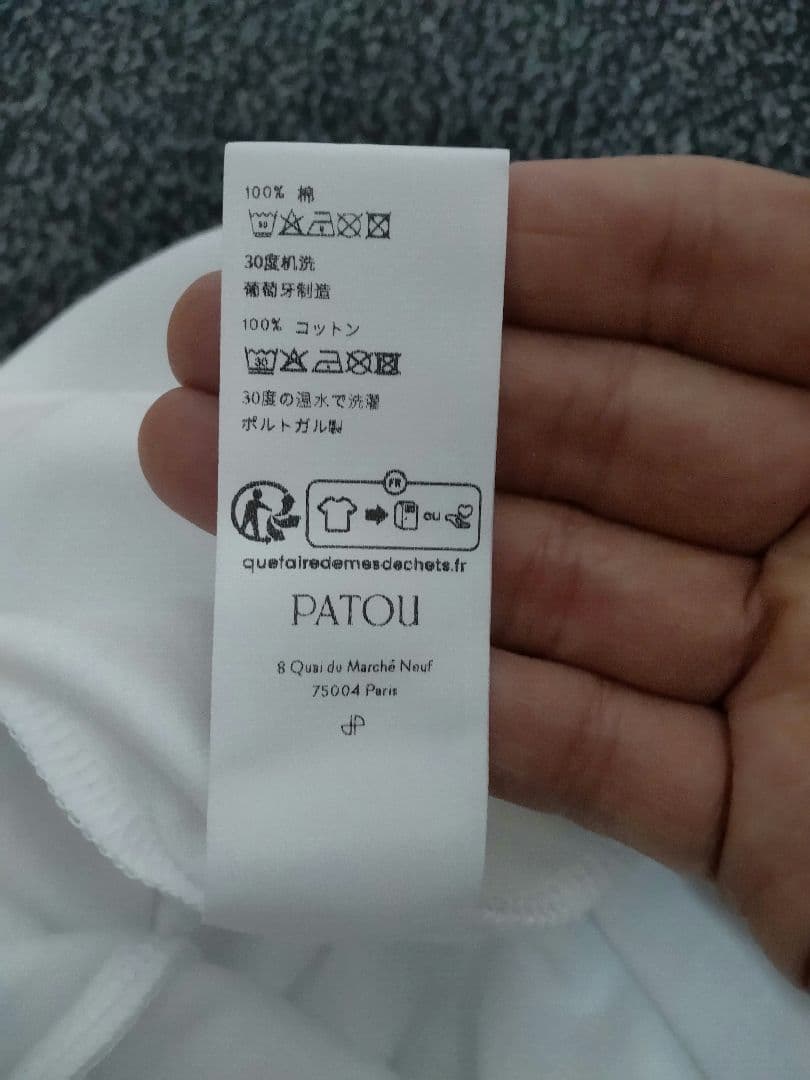 100% 棉
30度机洗
葡萄牙制造
100% コットン
30
30度の温水で洗濯
ポルトガル製
FR
ou
quefairedemesdechets.fr
PATOU
8 Quai du Marché Neuf
75004 Paris
JP